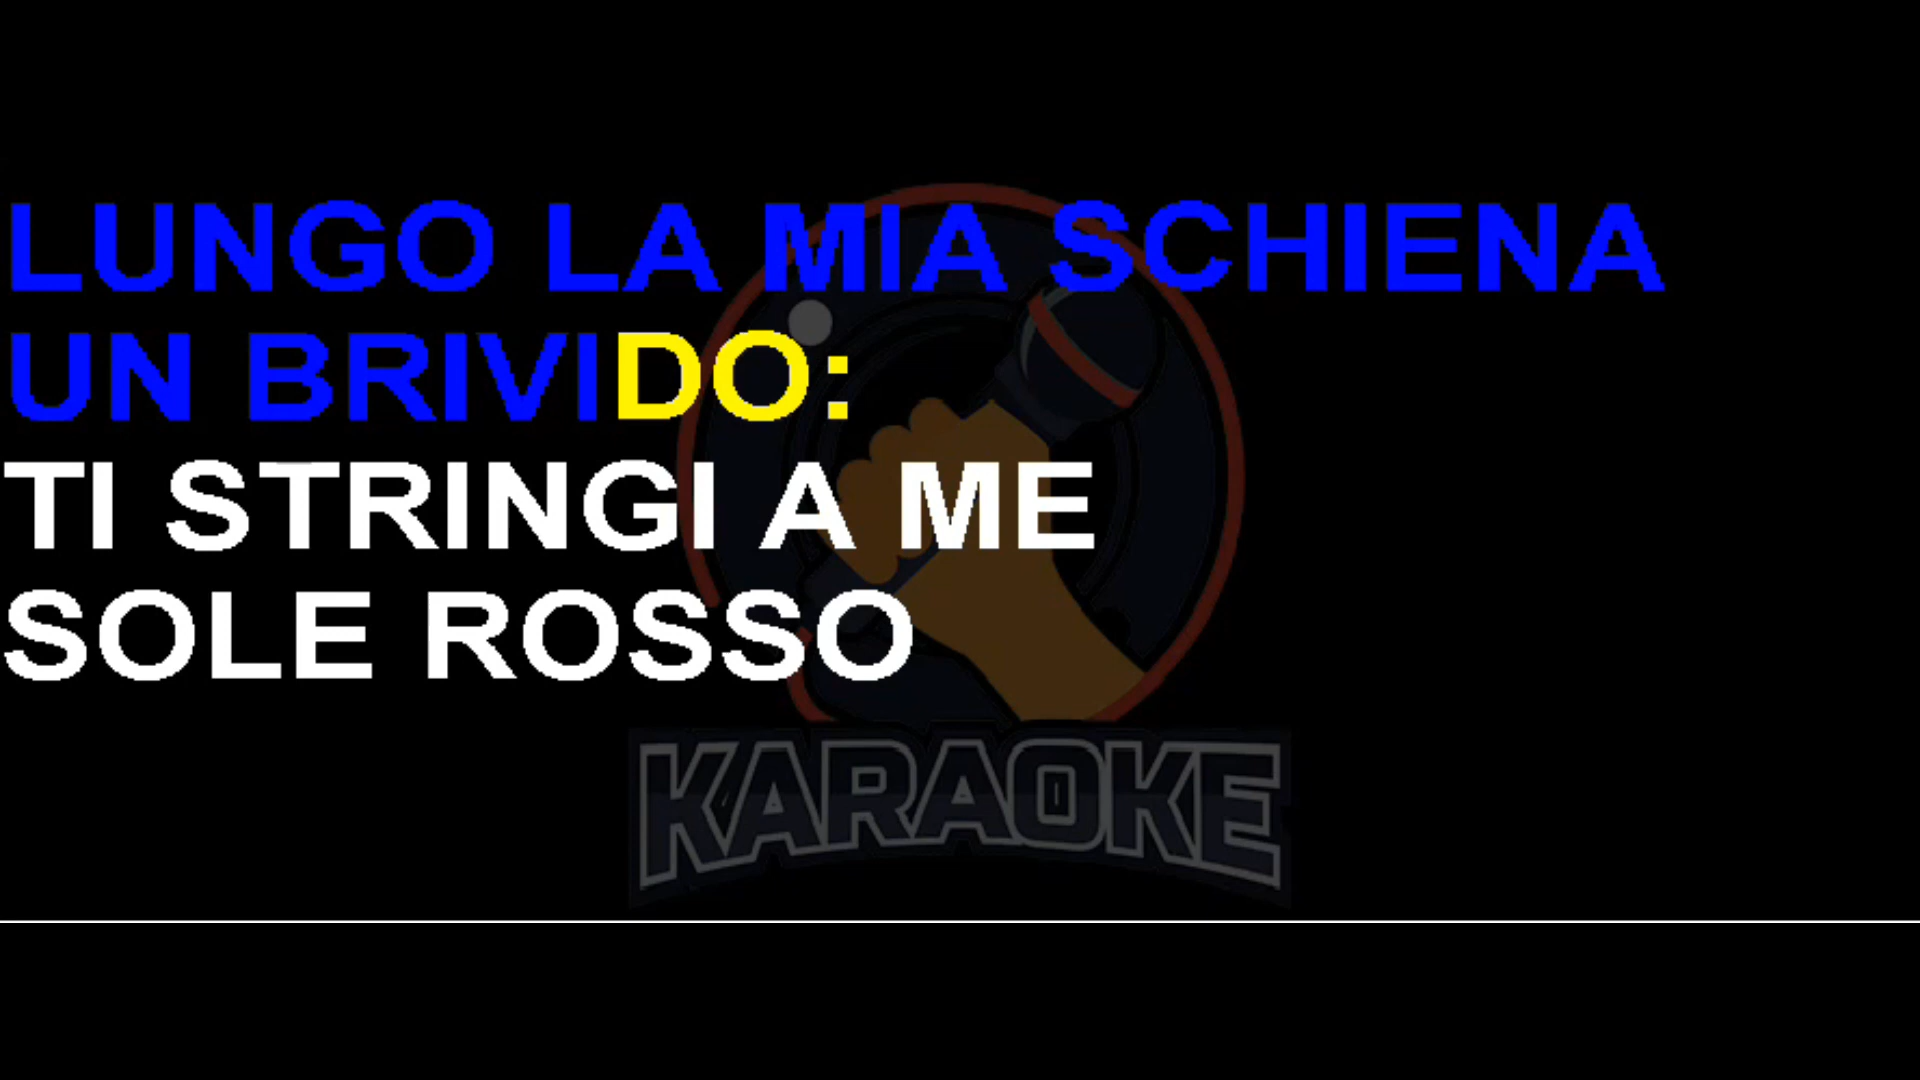 LUNGO LA MIA SCHIENA
UN BRIVIDO:
TI STRINGI A ME
SOLE ROSSO
KARAOKE